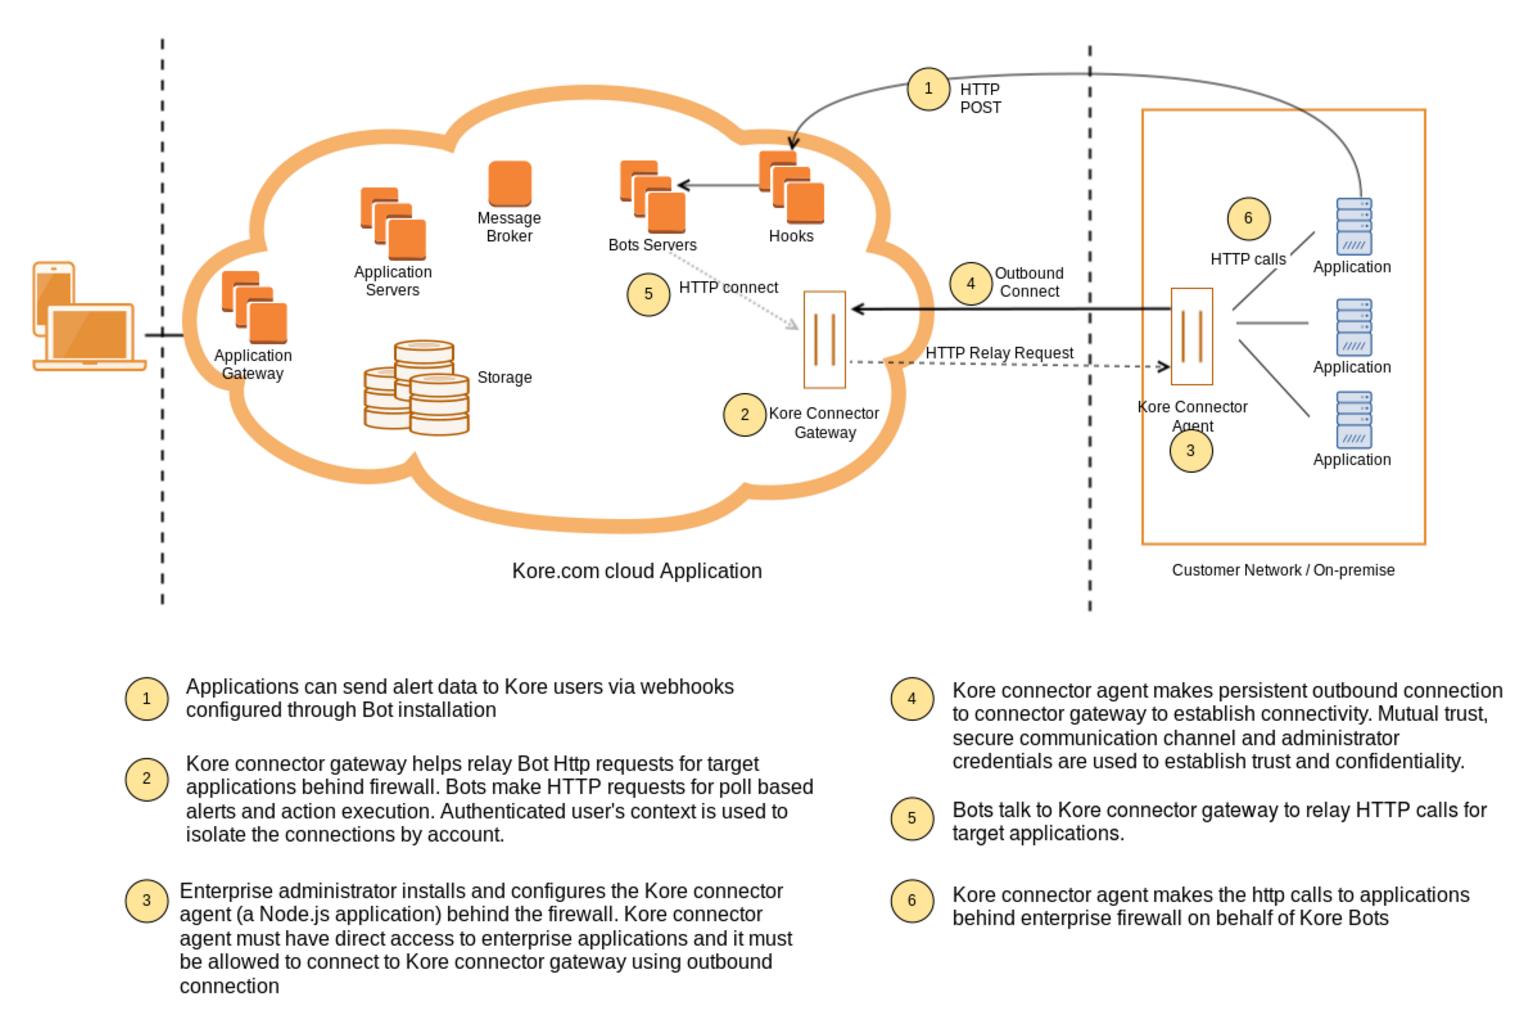 1
HTTP
POST
Message
Broker
Bots Servers
Hooks
6
HTTP calls
Application
Application
Servers
5
HTTP connect
4
Outbound
Connect
Application
Gateway
HTTP Relay Request
Application
Storage
2
Kore Connector
Gateway
Kore Connector
Agent
3
Application
Kore.com cloud Application
Customer Network / On-premise
1
Applications can send alert data to Kore users via webhooks
configured through Bot installation
2
Kore connector gateway helps relay Bot Http requests for target
applications behind firewall. Bots make HTTP requests for poll based
alerts and action execution. Authenticated user's context is used to
isolate the connections by account.
3
Enterprise administrator installs and configures the Kore connector
agent (a Node.js application) behind the firewall. Kore connector
agent must have direct access to enterprise applications and it must
be allowed to connect to Kore connector gateway using outbound
connection
4
Kore connector agent makes persistent outbound connection
to connector gateway to establish connectivity. Mutual trust,
secure communication channel and administrator
credentials are used to establish trust and confidentiality.
5
Bots talk to Kore connector gateway to relay HTTP calls for
target applications.
6
Kore connector agent makes the http calls to applications
behind enterprise firewall on behalf of Kore Bots